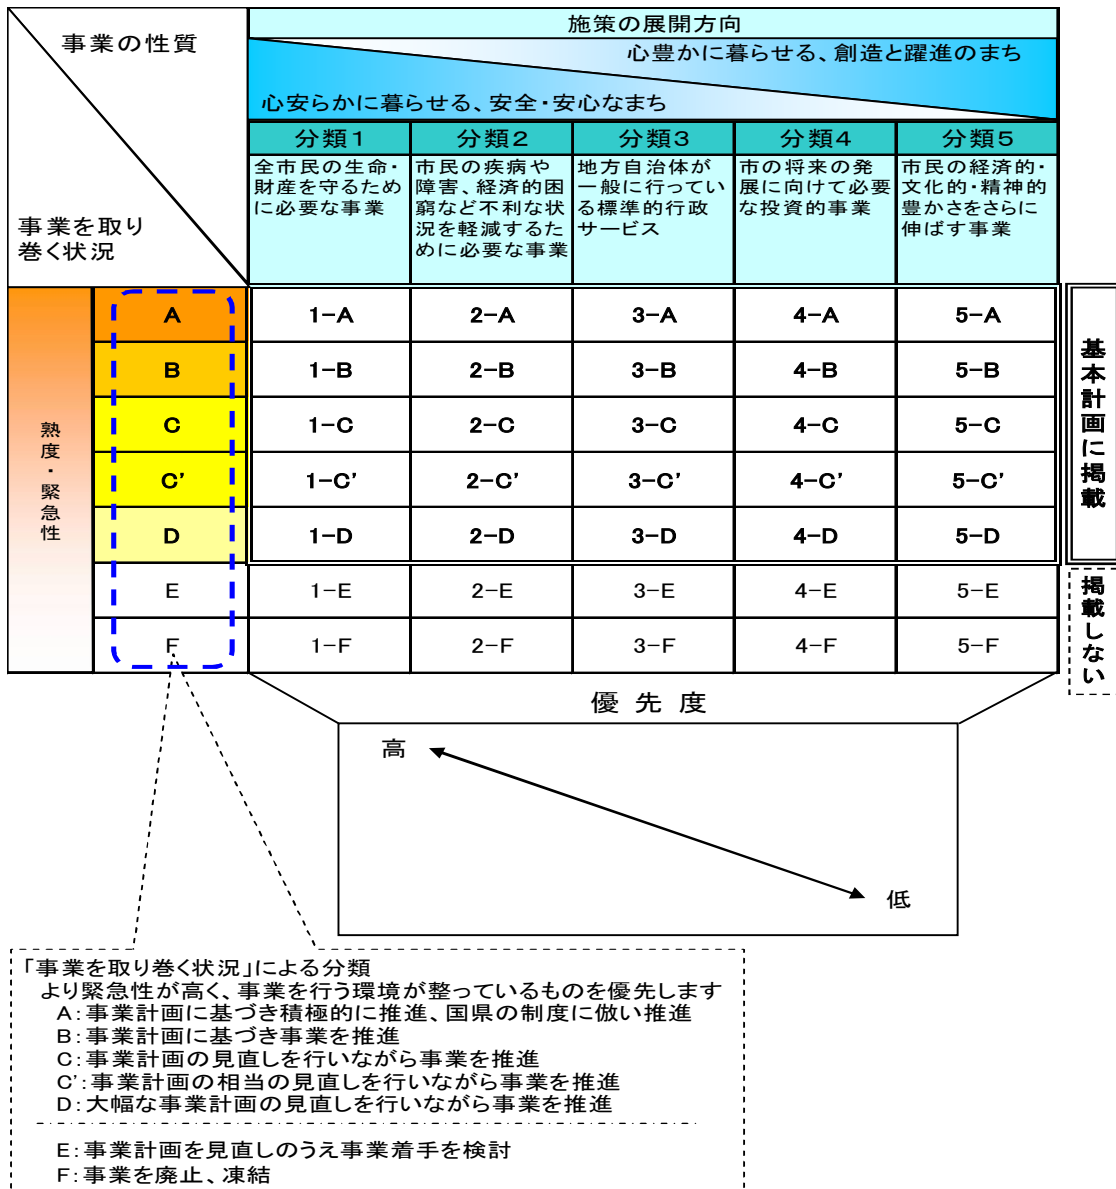 事業の性質
事業を取り
巻く状況
施策の展開方向
心豊かに暮らせる、創造と躍進のまち
心安らかに暮らせる、安全・安心なまち
分類1
分類2
分類3
分類4
分類5
全市民の生命・
財産を守るため
に必要な事業
市民の疾病や
障害、経済的困
窮など不利な状
況を軽減するた
めに必要な事業
地方自治体が
一般に行ってい
る標準的行政
サービス
市の将来の発
展に向けて必要
な投資的事業
市民の経済的・
文化的・精神的
豊かさをさらに
伸ばす事業
熟度・緊急性
A
1-A
2-A
3-A
4-A
5-A
B
1-B
2-B
3-B
4-B
5-B
C
1-C
2-C
3-C
4-C
5-C
C'
1-C'
2-C'
3-C'
4-C'
5-C'
D
1-D
2-D
3-D
4-D
5-D
E
1-E
2-E
3-E
4-E
5-E
F
1-F
2-F
3-F
4-F
5-F
基本計画に掲載
掲載しない
優先度
高
低
「事業を取り巻く状況」による分類
より緊急性が高く、事業を行う環境が整っているものを優先します
A:事業計画に基づき積極的に推進、国県の制度に倣い推進
B:事業計画に基づき事業を推進
C:事業計画の見直しを行いながら事業を推進
C':事業計画の相当の見直しを行いながら事業を推進
D:大幅な事業計画の見直しを行いながら事業を推進
E:事業計画を見直しのうえ事業着手を検討
F:事業を廃止、凍結